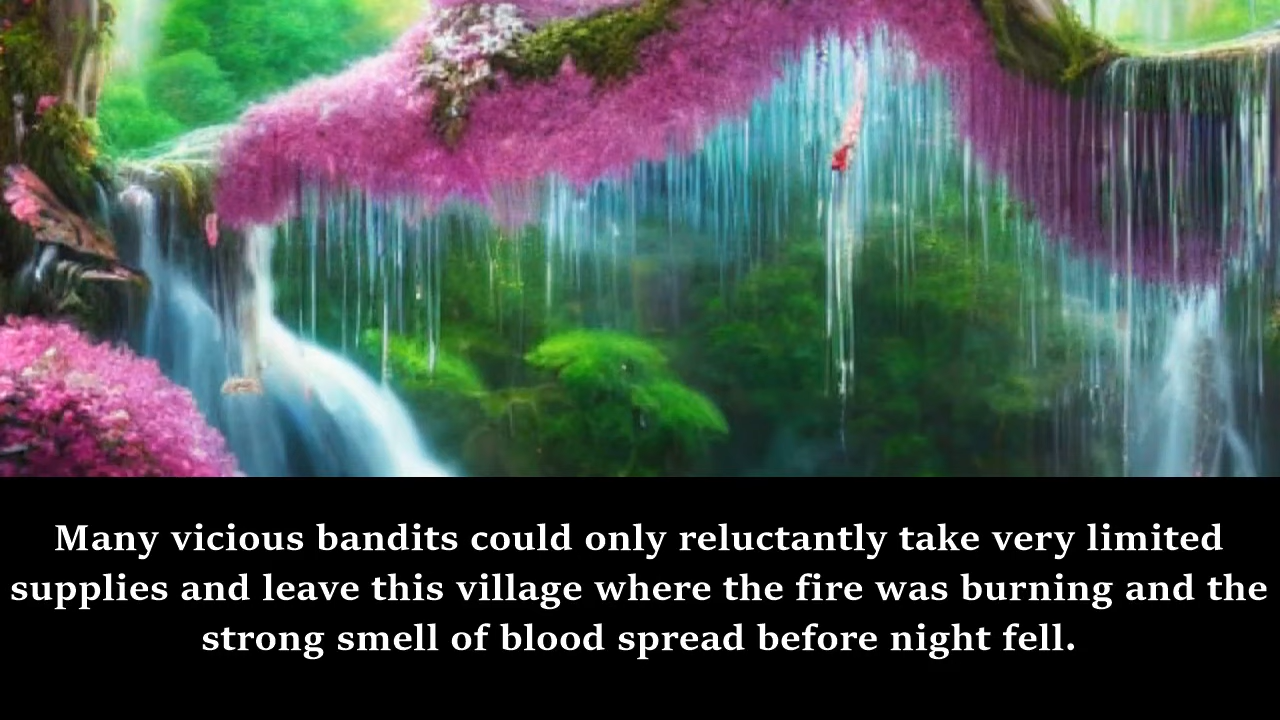 Many vicious bandits could only reluctantly take very limited
supplies and leave this village where the fire was burning and the
strong smell of blood spread before night fell.